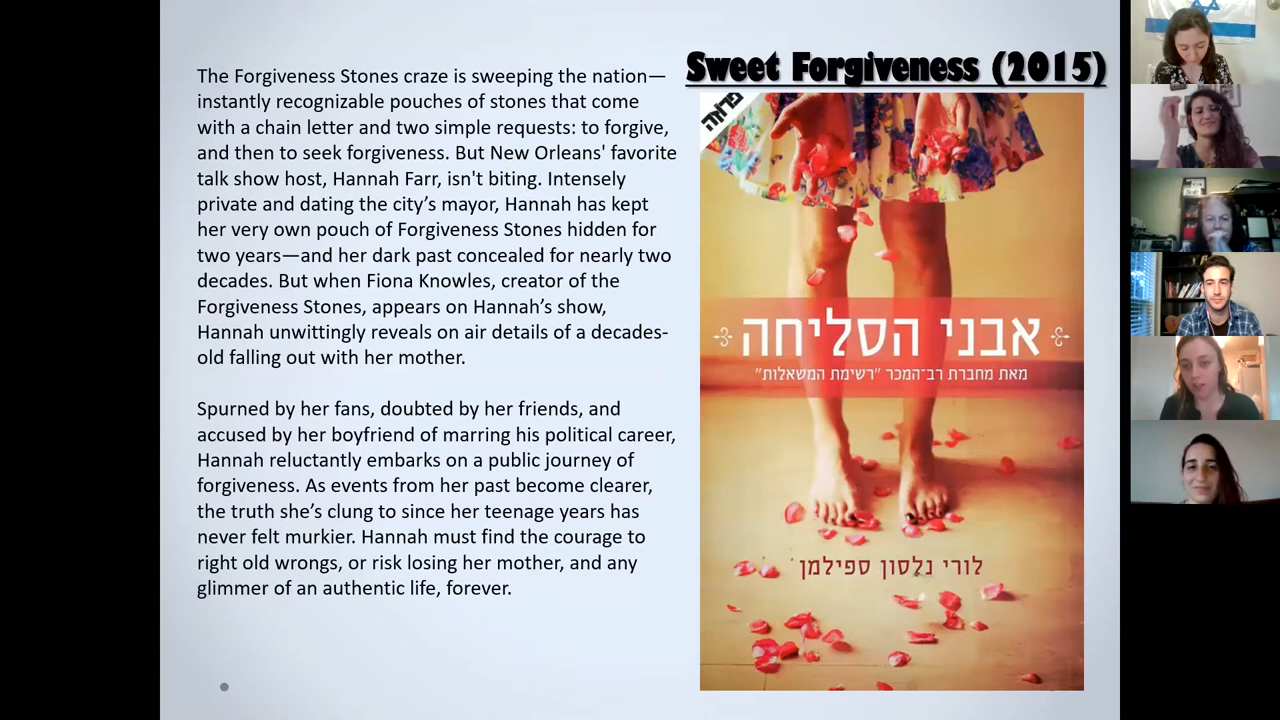 Sweet Forgiveness (2015)
The Forgiveness Stones craze is sweeping the nation—
instantly recognizable pouches of stones that come
with a chain letter and two simple requests: to forgive,
and then to seek forgiveness. But New Orleans' favorite
talk show host, Hannah Farr, isn't biting. Intensely
private and dating the city’s mayor, Hannah has kept
her very own pouch of Forgiveness Stones hidden for
two years—and her dark past concealed for nearly two
decades. But when Fiona Knowles, creator of the
Forgiveness Stones, appears on Hannah’s show,
Hannah unwittingly reveals on air details of a decades-
old falling out with her mother.
Spurned by her fans, doubted by her friends, and
accused by her boyfriend of marring his political career,
Hannah reluctantly embarks on a public journey of
forgiveness. As events from her past become clearer,
the truth she’s clung to since her teenage years has
never felt murkier. Hannah must find the courage to
right old wrongs, or risk losing her mother, and any
glimmer of an authentic life, forever.
פרוזה
אבני הסליחה
מאת מחברת רב־המכר "רשימת המשאלות"
לורי נלסון ספילמן